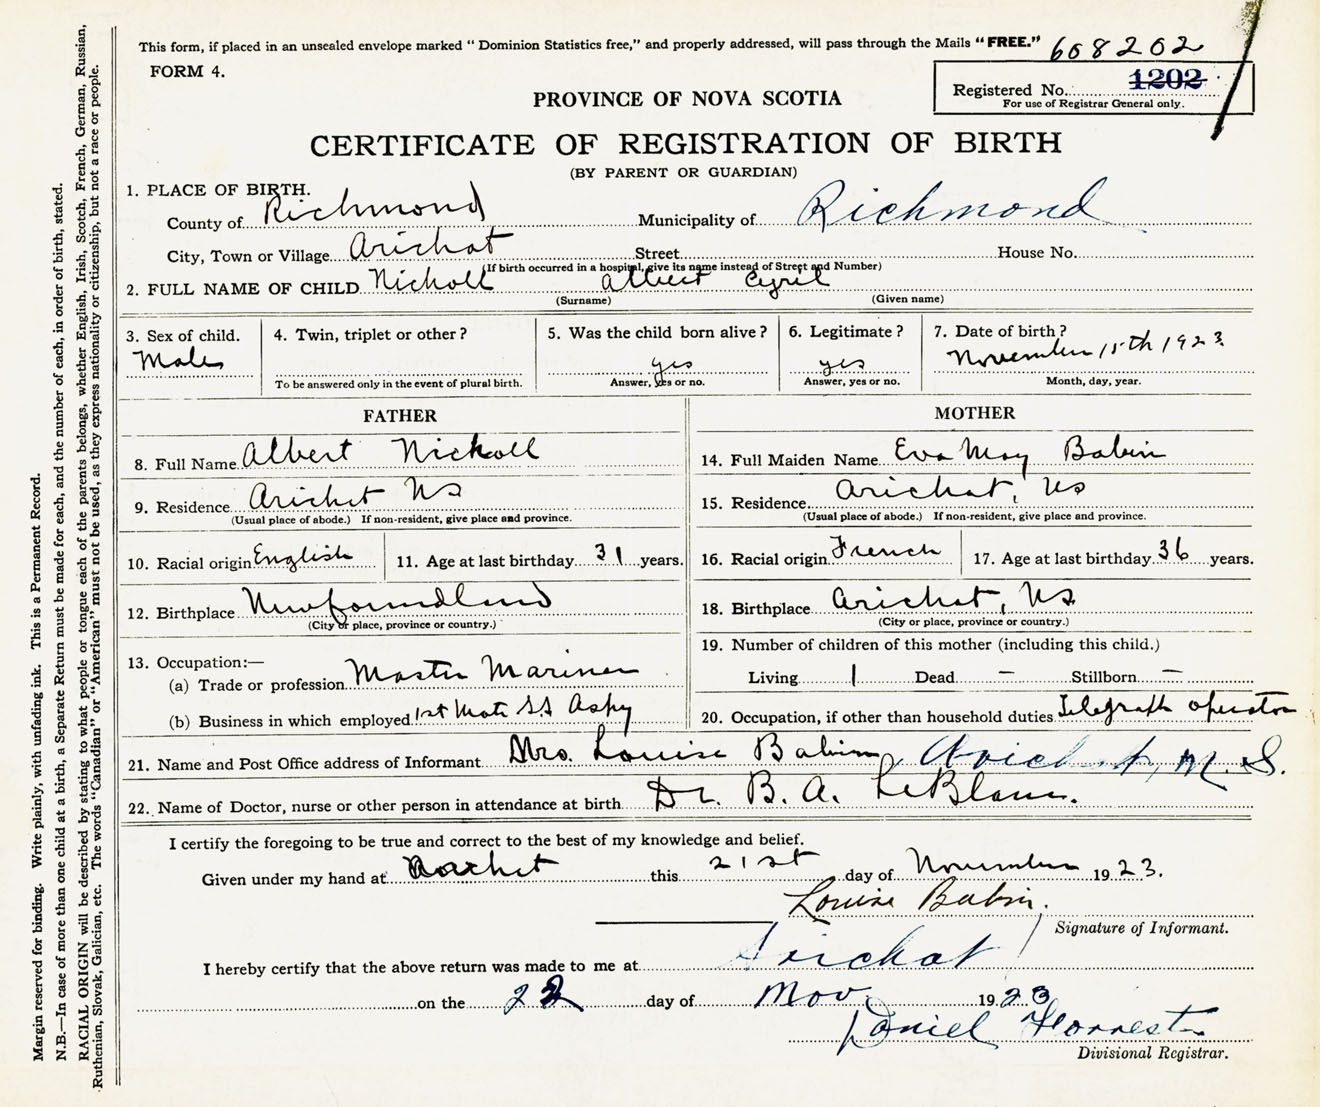 This form, if placed in an unsealed envelope marked “ Dominion Statistics free,” and properly addressed, will pass through the Mails “FREE.” 608202
FORM 4.
Registered No. 1202
For use of Registrar General only.
PROVINCE OF NOVA SCOTIA
CERTIFICATE OF REGISTRATION OF BIRTH
(BY PARENT OR GUARDIAN)
1. PLACE OF BIRTH.
County of Richmond Municipality of Richmond
City, Town or Village Arichat Street House No.
(If birth occurred in a hospital, give its name instead of Street and Number)
2. FULL NAME OF CHILD Nicholl Albert Cyril
(Surname) (Given name)
3. Sex of child. 4. Twin, triplet or other ? 5. Was the child born alive ? 6. Legitimate ? 7. Date of birth ?
Male yes yes November 15th 1923
To be answered only in the event of plural birth. Answer, yes or no. Answer, yes or no. Month, day, year.
FATHER MOTHER
8. Full Name Albert Nickoll 14. Full Maiden Name Eva May Babin
9. Residence Arichat NS 15. Residence Arichat, NS
(Usual place of abode.) If non-resident, give place and province. (Usual place of abode.) If non-resident, give place and province.
10. Racial origin English 11. Age at last birthday 31 years. 16. Racial origin French 17. Age at last birthday 36 years.
12. Birthplace Newfoundland 18. Birthplace Arichat, NS
(City or place, province or country.) (City or place, province or country.)
13. Occupation:— 19. Number of children of this mother (including this child.)
(a) Trade or profession Master Mariner Living 1 Dead — Stillborn —
(b) Business in which employed 1st Mate S.S Aspy 20. Occupation, if other than household duties Telegraph operator
21. Name and Post Office address of Informant Mrs. Louise Babin, Arichat, N. S.
22. Name of Doctor, nurse or other person in attendance at birth Dr. B. A. LeBlanc.
I certify the foregoing to be true and correct to the best of my knowledge and belief.
Given under my hand at Arichat this 21st day of November 1923.
Louise Babin.
Signature of Informant.
I hereby certify that the above return was made to me at Arichat
on the 22 day of Nov. 1923
Daniel Forrest
Divisional Registrar.
Margin reserved for binding. Write plainly, with unfading ink. This is a Permanent Record.
N.B.—In case of more than one child at a birth, a Separate Return must be made for each, and the number of each, in order of birth, stated.
RACIAL ORIGIN will be described by stating to what people or tongue each of the parents belongs, whether English, Irish, Scotch, French, German, Russian,
Ruthenian, Slovak, Galician, etc. The words “Canadian” or “American” must not be used, as they express nationality or citizenship, but not a race or people.